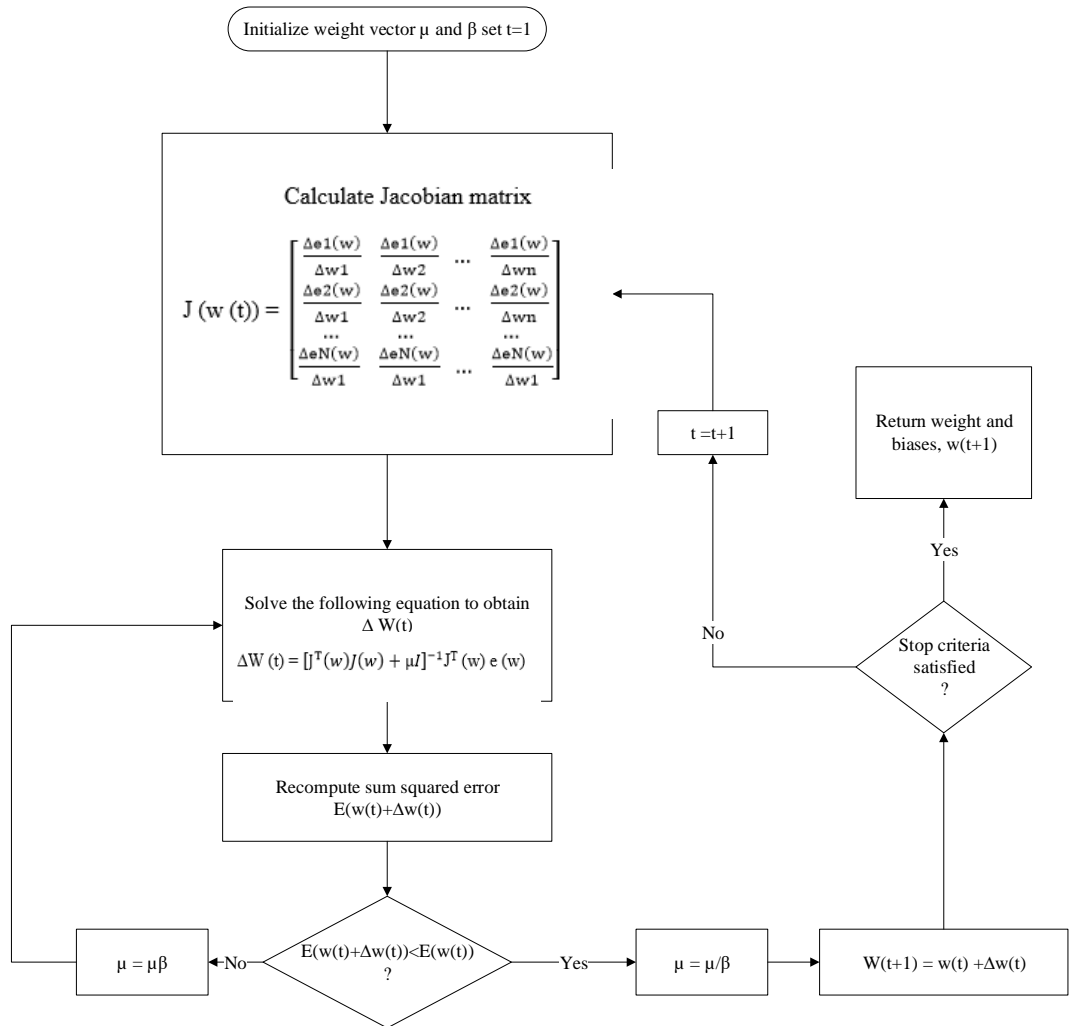 Initialize weight vector µ and β set t=1
Calculate Jacobian matrix
J (w (t)) = [Δe1(w)/Δw1 Δe1(w)/Δw2 ... Δe1(w)/Δwn
Δe2(w)/Δw1 Δe2(w)/Δw2 ... Δe2(w)/Δwn
... ... ...
ΔeN(w)/Δw1 ΔeN(w)/Δw1 ... ΔeN(w)/Δw1]
t =t+1
Return weight and
biases, w(t+1)
Yes
Solve the following equation to obtain
Δ W(t)
ΔW (t) = [J^T(w)J(w) + µI]^-1 J^T (w) e (w)
No
Stop criteria
satisfied
?
Recompute sum squared error
E(w(t)+Δw(t))
µ = µβ
No
E(w(t)+Δw(t))<E(w(t))
?
Yes
µ = µ/β
W(t+1) = w(t) +Δw(t)